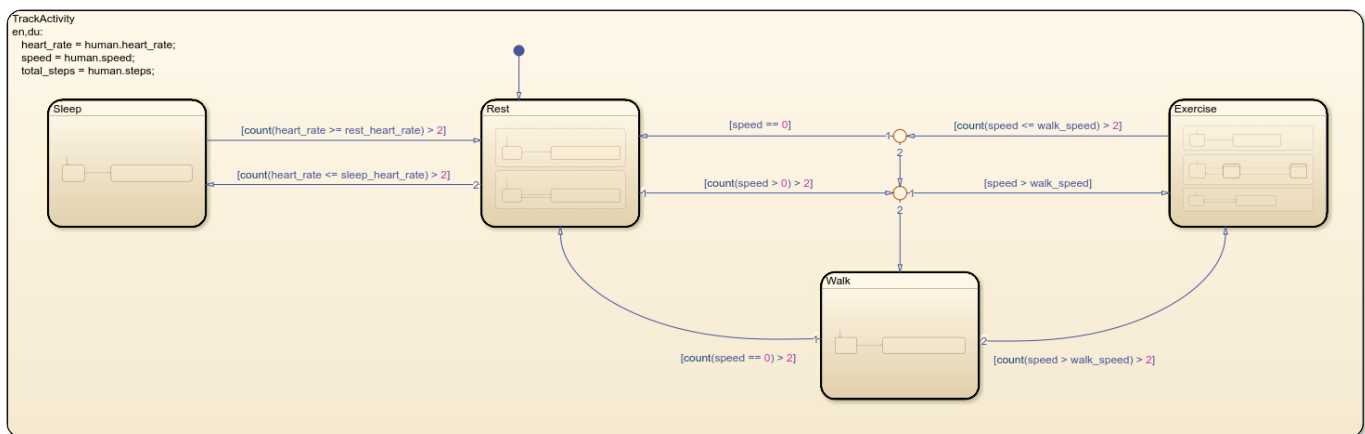 TrackActivity
en,du:
heart_rate = human.heart_rate;
speed = human.speed;
total_steps = human.steps;
Sleep
Rest
Exercise
[count(heart_rate >= rest_heart_rate) > 2]
[speed == 0]
1
[count(speed <= walk_speed) > 2]
2
[count(heart_rate <= sleep_heart_rate) > 2]
2
[count(speed > 0) > 2]
[speed > walk_speed]
1
1
2
Walk
1
2
[count(speed == 0) > 2]
[count(speed > walk_speed) > 2]